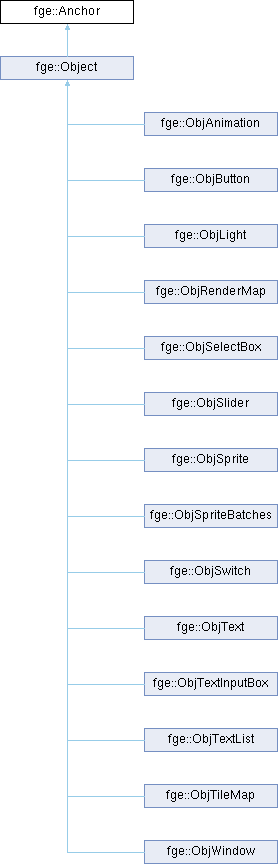 fge::Anchor
fge::Object
fge::ObjAnimation
fge::ObjButton
fge::ObjLight
fge::ObjRenderMap
fge::ObjSelectBox
fge::ObjSlider
fge::ObjSprite
fge::ObjSpriteBatches
fge::ObjSwitch
fge::ObjText
fge::ObjTextInputBox
fge::ObjTextList
fge::ObjTileMap
fge::ObjWindow